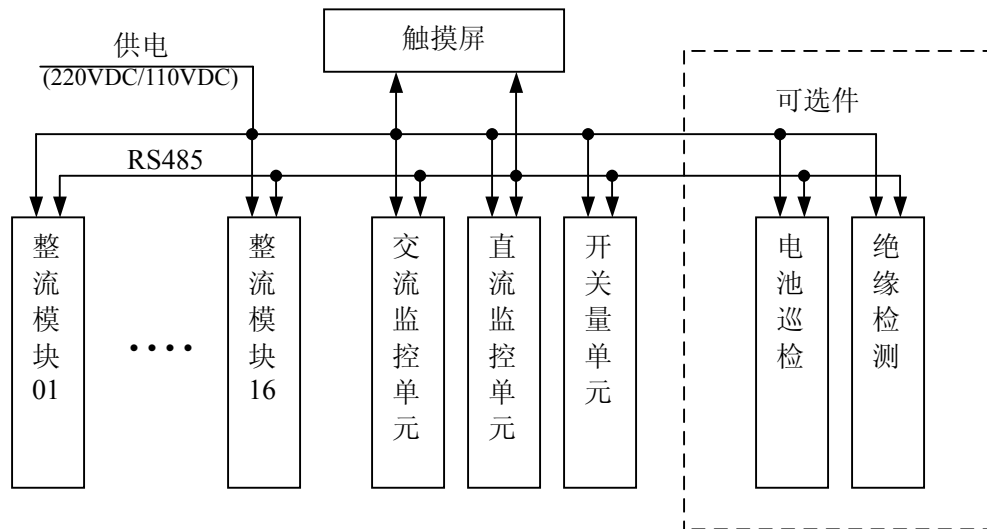 触摸屏
供电
(220VDC/110VDC)
可选件
RS485
整流模块01
整流模块16
交流监控单元
直流监控单元
开关量单元
电池巡检
绝缘检测